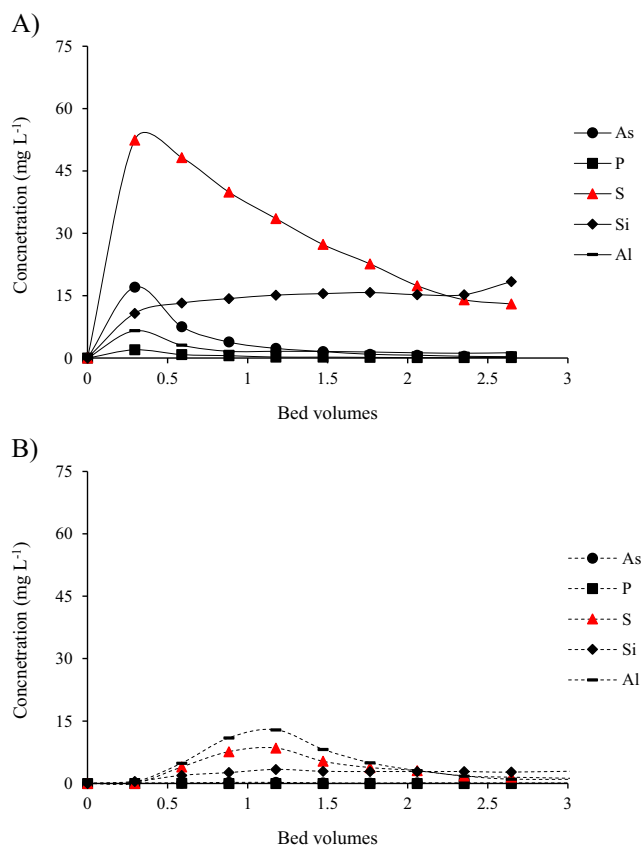 A)
75
60
45
30
15
0
0
0.5
1
1.5
2
2.5
3
Concnetration (mg L-1)
Bed volumes
As
P
S
Si
Al
B)
75
60
45
30
15
0
0
0.5
1
1.5
2
2.5
3
Concnetration (mg L-1)
Bed volumes
As
P
S
Si
Al